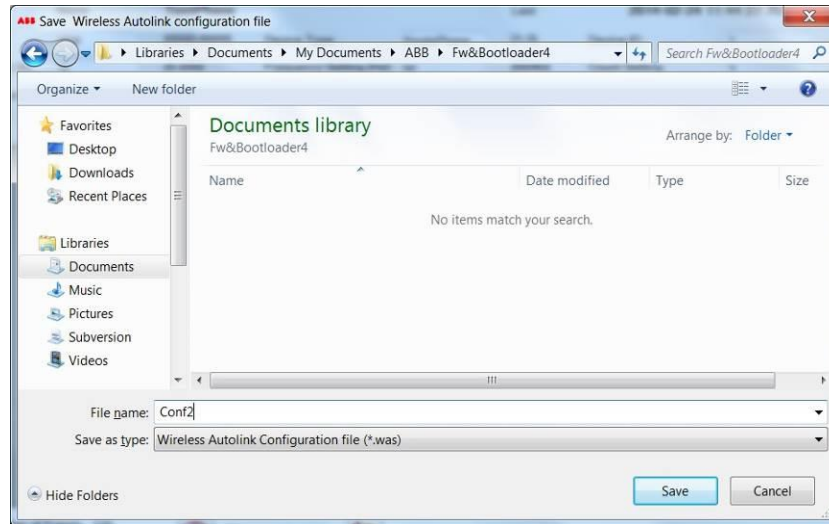 ABB Save Wireless Autolink configuration file
Libraries Documents My Documents ABB Fw&Bootloader4 Search Fw&Bootloader4
Organize New folder
Favorites
Desktop
Downloads
Recent Places
Libraries
Documents
Music
Pictures
Subversion
Videos
Documents library
Fw&Bootloader4
Arrange by: Folder
Name Date modified Type Size
No items match your search.
File name: Conf2
Save as type: Wireless Autolink Configuration file (*.was)
Hide Folders
Save Cancel